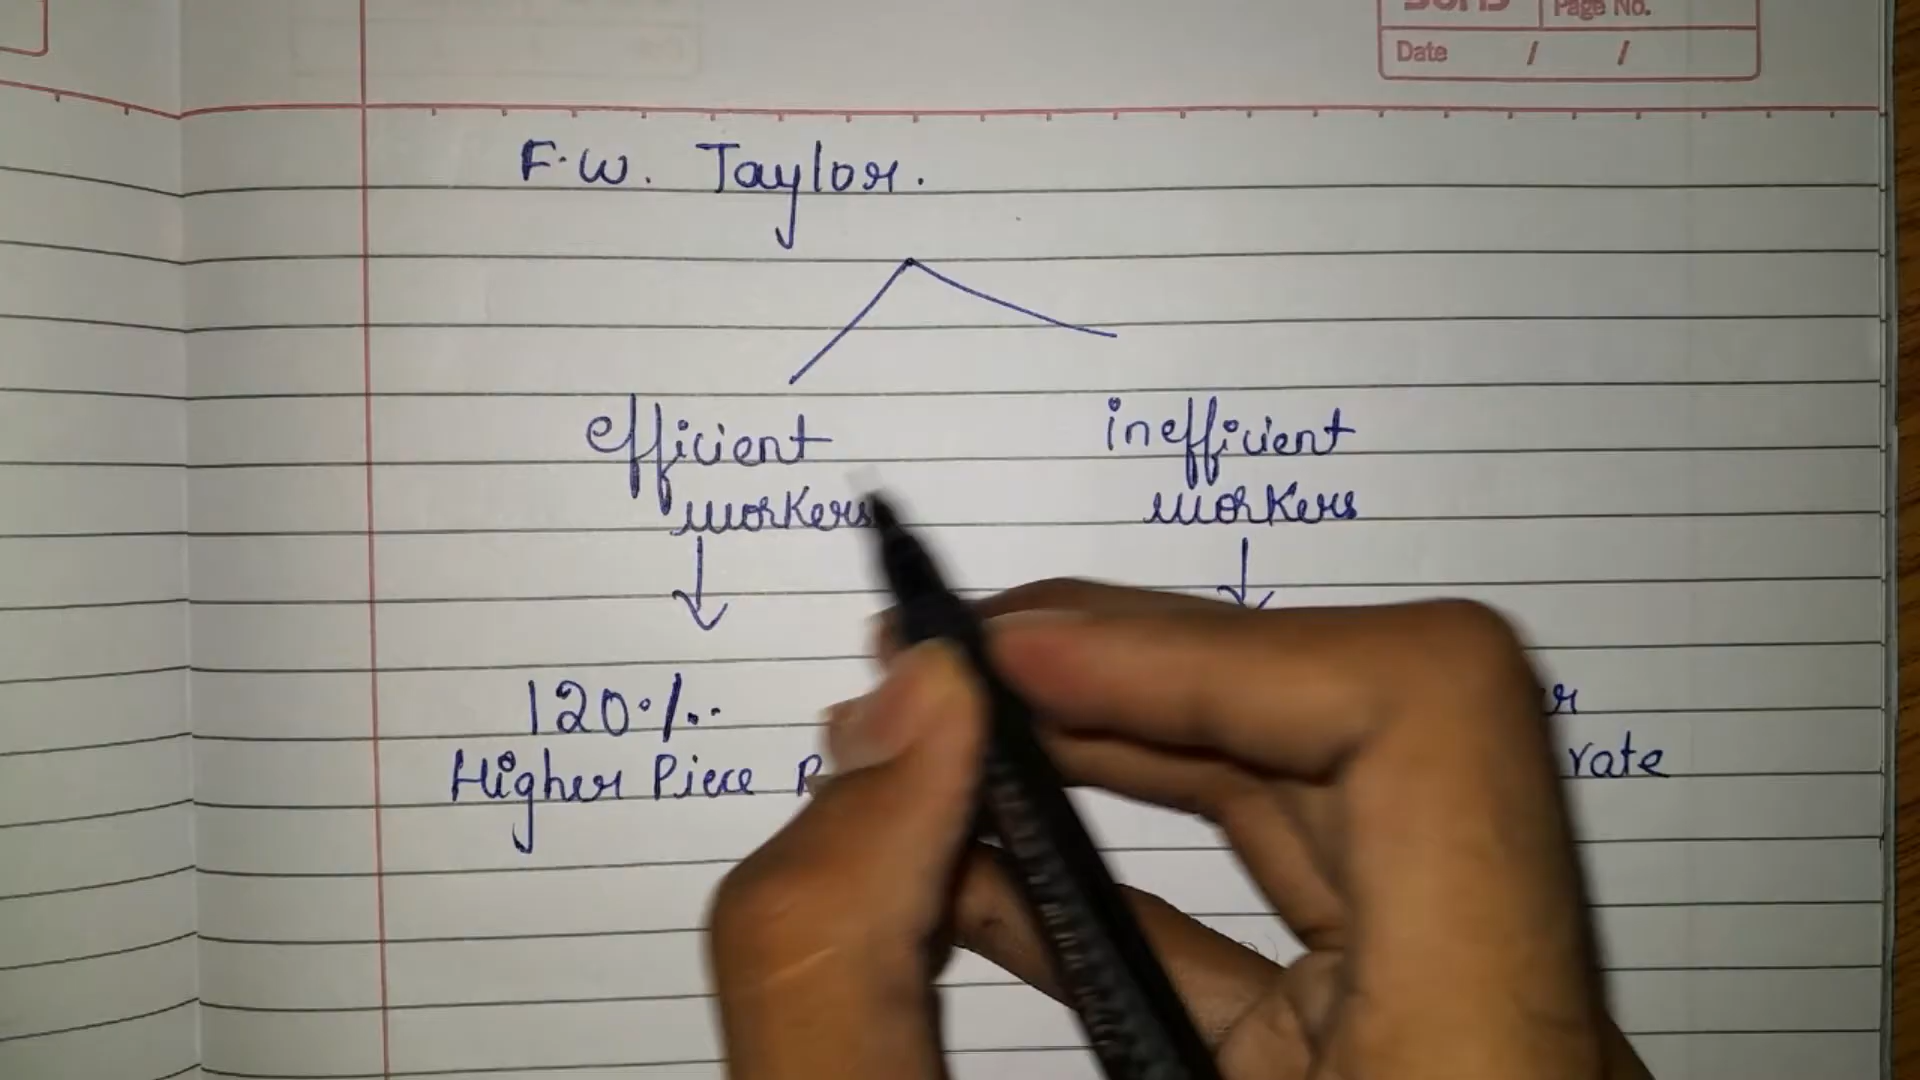 Page No.
Date / /
F.W. Taylor.
efficient inefficient
workers workers
120%.
Higher Piece rate